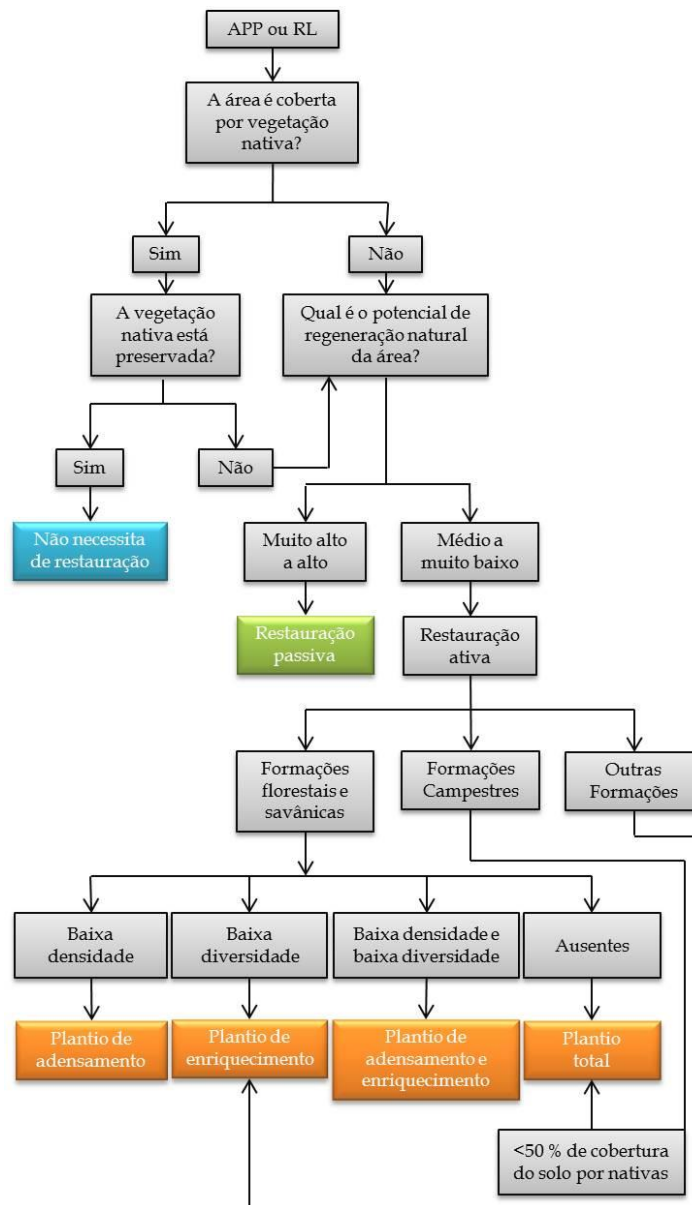 APP ou RL
A área é coberta
por vegetação
nativa?
Sim
Não
A vegetação
nativa está
preservada?
Qual é o potencial de
regeneração natural
da área?
Sim
Não
Não necessita
de restauração
Muito alto
a alto
Médio a
muito baixo
Restauração
passiva
Restauração
ativa
Formações
florestais e
savânicas
Formações
Campestres
Outras
Formações
Baixa
densidade
Baixa
diversidade
Baixa densidade e
baixa diversidade
Ausentes
Plantio de
adensamento
Plantio de
enriquecimento
Plantio de
adensamento e
enriquecimento
Plantio
total
<50 % de cobertura
do solo por nativas